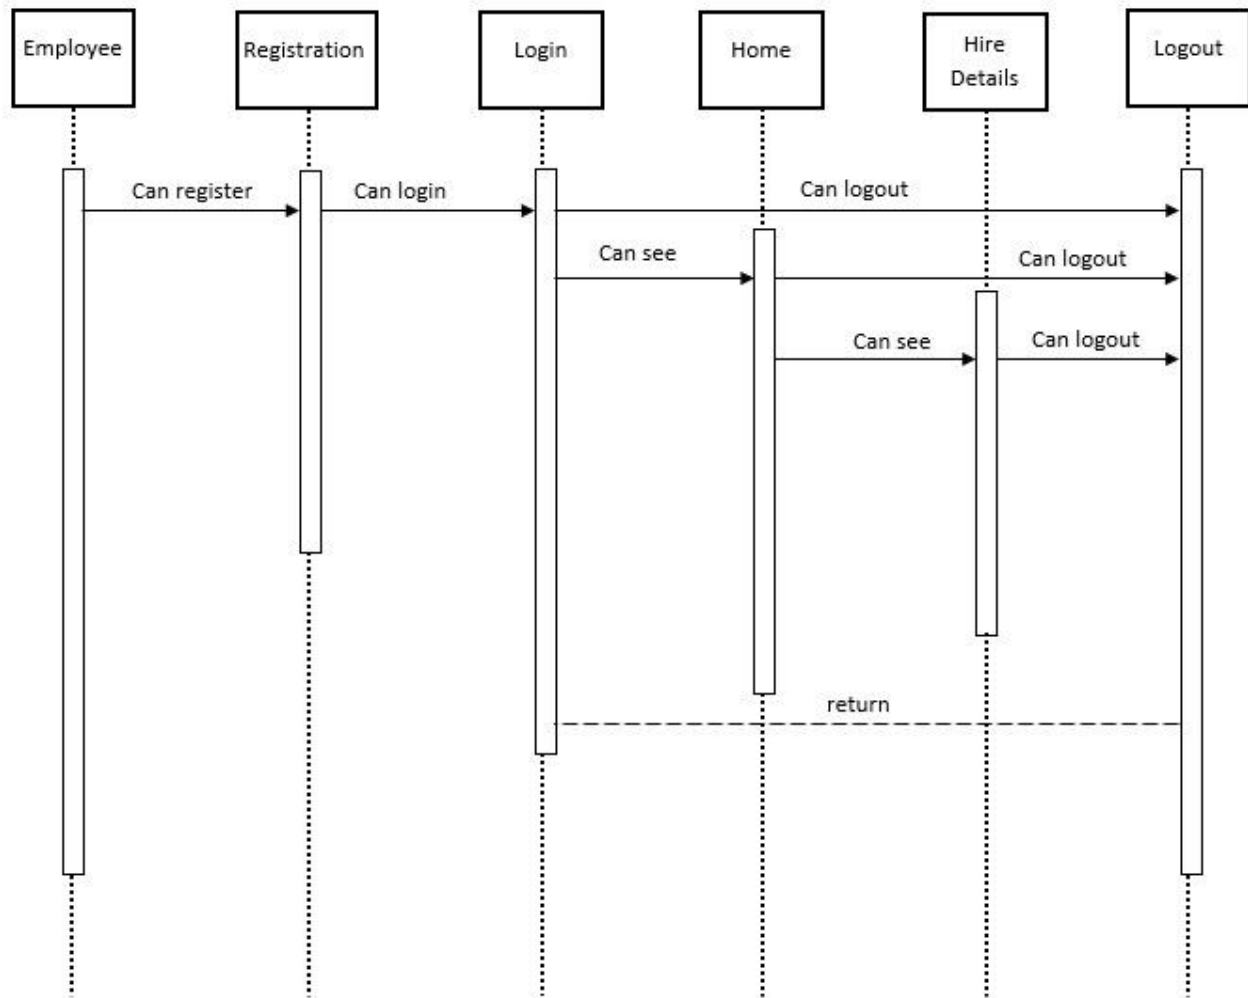 Employee
Registration
Login
Home
Hire
Details
Logout
Can register
Can login
Can logout
Can see
Can logout
Can see
Can logout
return